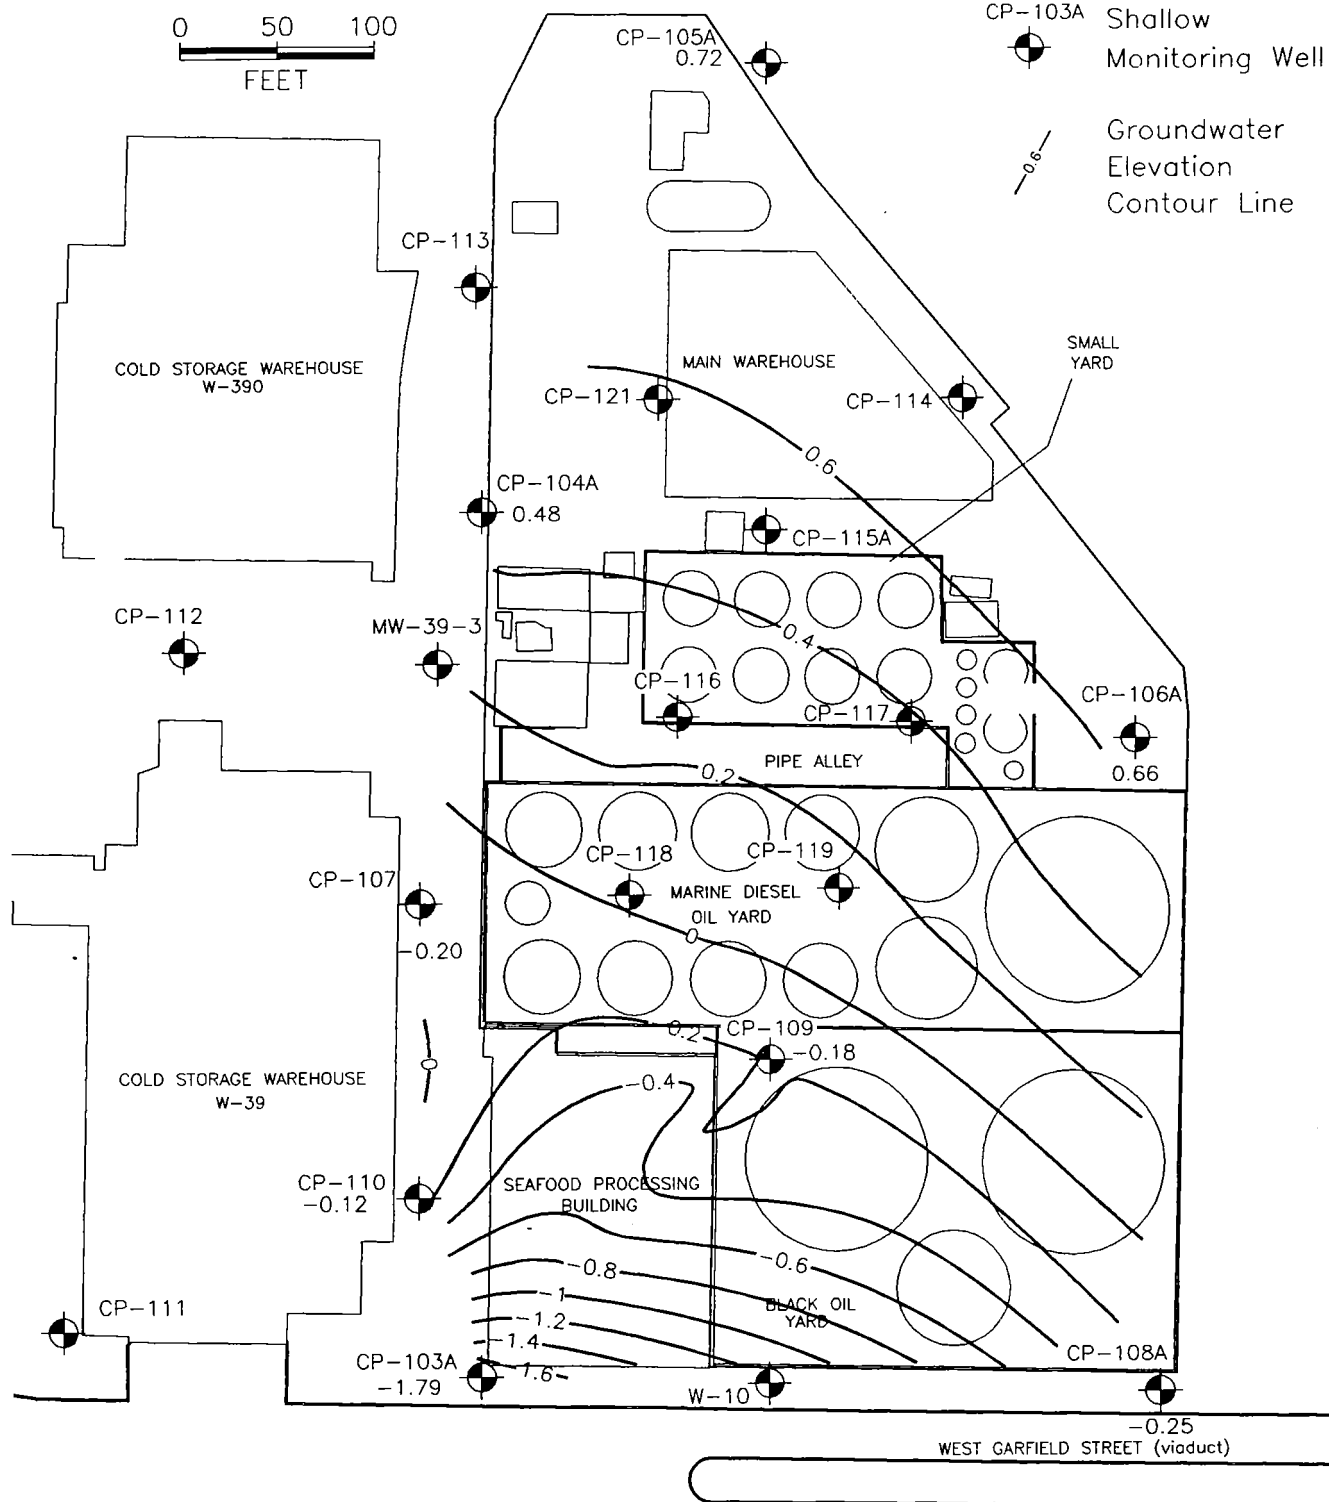 0 50 100
FEET
CP-105A
0.72
CP-103A
Shallow
Monitoring Well
0.6
Groundwater
Elevation
Contour Line
CP-113
COLD STORAGE WAREHOUSE
W-390
MAIN WAREHOUSE
SMALL
YARD
CP-121
CP-114
0.6
CP-104A
0.48
CP-115A
CP-112
MW-39-3
0.4
CP-116
CP-117
CP-106A
0.66
PIPE ALLEY
0.2
CP-118
CP-119
CP-107
-0.20
MARINE DIESEL
OIL YARD
0
CP-109
-0.18
0.2
0
COLD STORAGE WAREHOUSE
W-39
-0.4
CP-110
-0.12
SEAFOOD PROCESSING
BUILDING
-0.6
-0.8
-1
BLACK OIL
YARD
-1.2
-1.4
-1.6
CP-111
CP-103A
-1.79
W-10
CP-108A
-0.25
WEST GARFIELD STREET (viaduct)